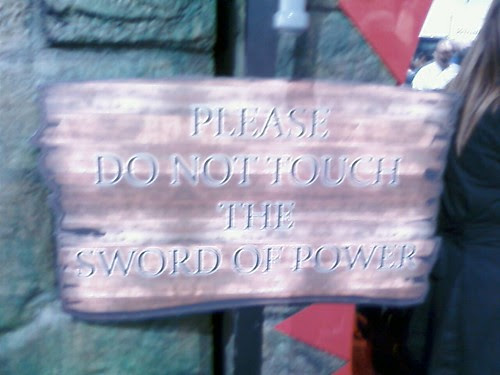 PLEASE
DO NOT TOUCH
THE
SWORD OF POWER